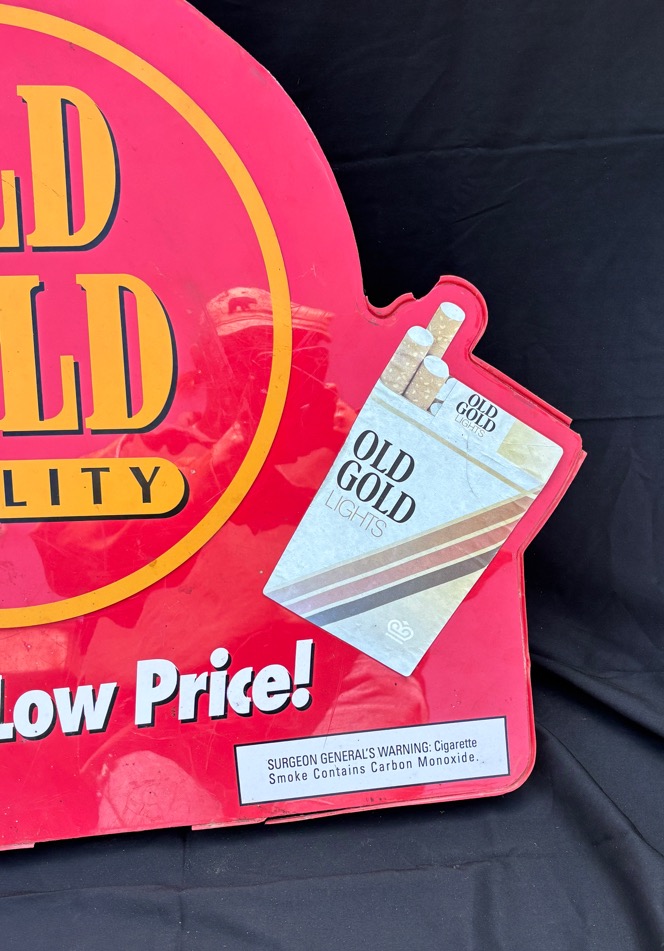 LD
LD
LITY
OLD
GOLD
LIGHTS
OLD
GOLD
LIGHTS
Low Price!
SURGEON GENERAL'S WARNING: Cigarette
Smoke Contains Carbon Monoxide.